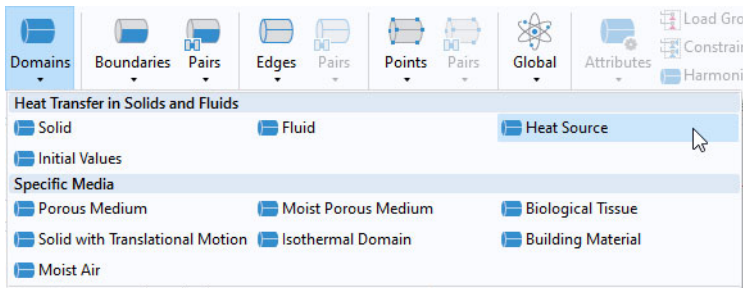 Domains Boundaries Pairs Edges Pairs Points Pairs Global Attributes
Load Gro
Constrain
Harmoni
Heat Transfer in Solids and Fluids
Solid Fluid Heat Source
Initial Values
Specific Media
Porous Medium Moist Porous Medium Biological Tissue
Solid with Translational Motion Isothermal Domain Building Material
Moist Air